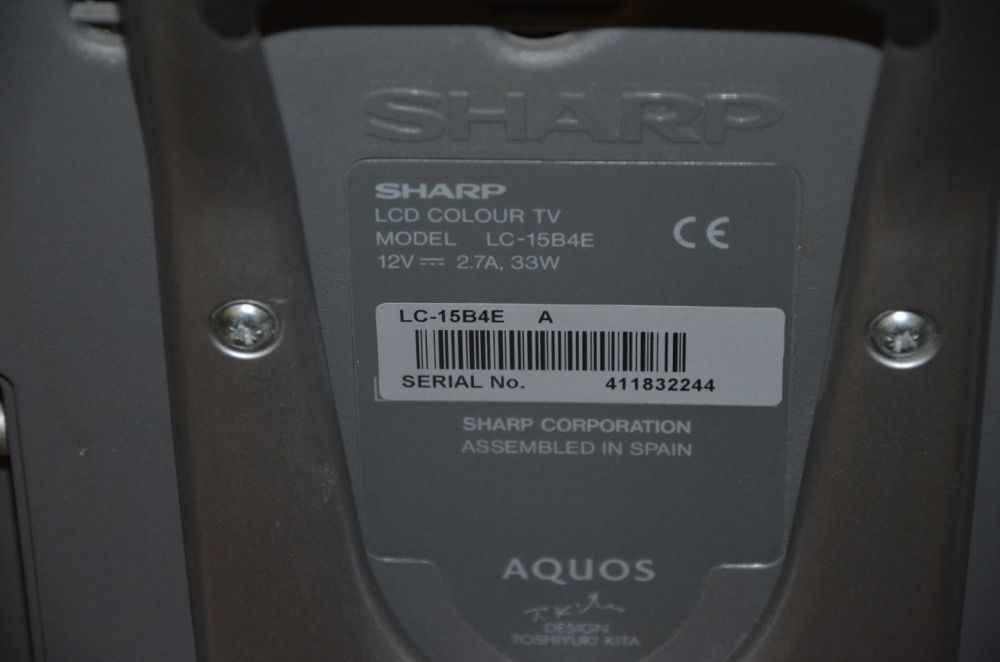 SHARP
SHARP
LCD COLOUR TV
MODEL LC-15B4E
12V ⎓ 2.7A, 33W
CE
LC-15B4E A
SERIAL No. 411832244
SHARP CORPORATION
ASSEMBLED IN SPAIN
AQUOS
DESIGN
TOSHIYUKI KITA